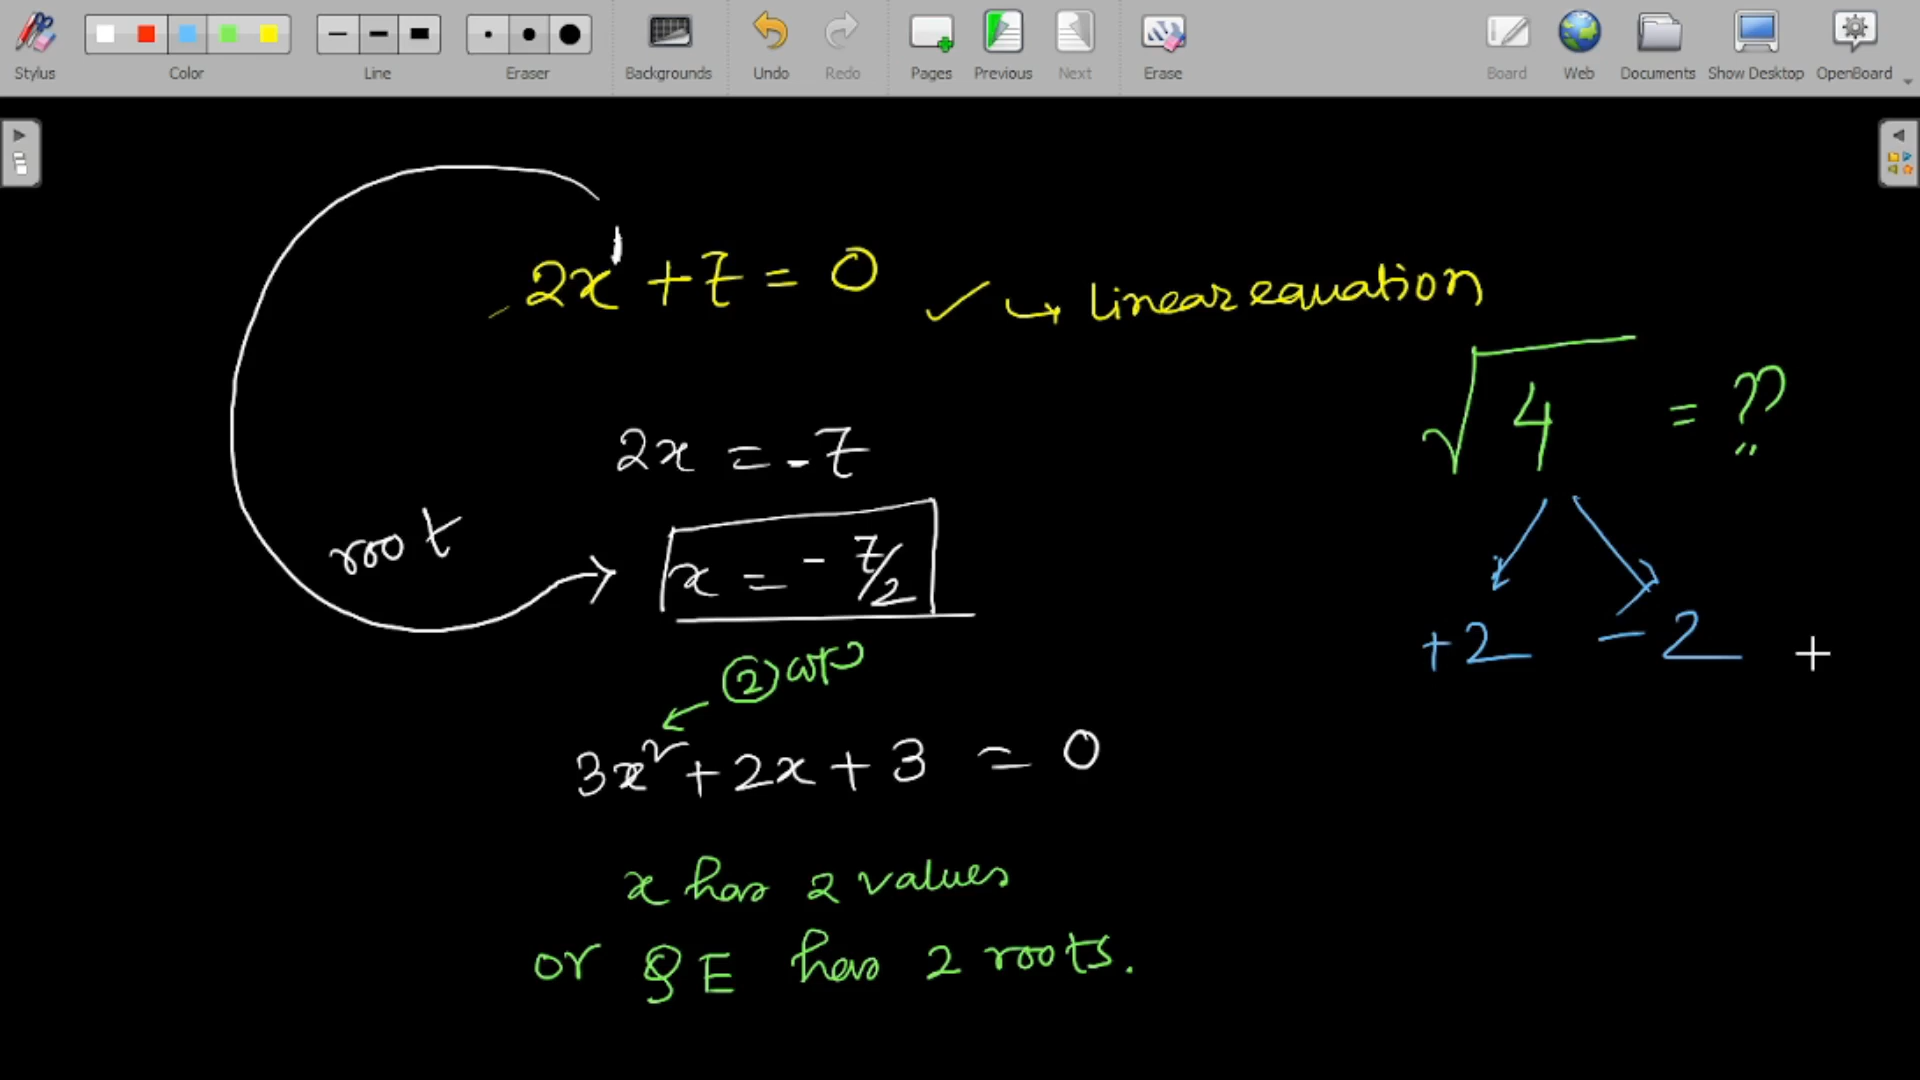 Stylus Color Line Eraser Backgrounds Undo Redo Pages Previous Next Erase Board Web Documents Show Desktop OpenBoard
2x¹ + 7 = 0 ✓ ↪ linear equation
√4 = ??
2x = -7
root
x = -7/2
+2 -2
②
3x² + 2x + 3 = 0
x has 2 values
or QE has 2 roots.